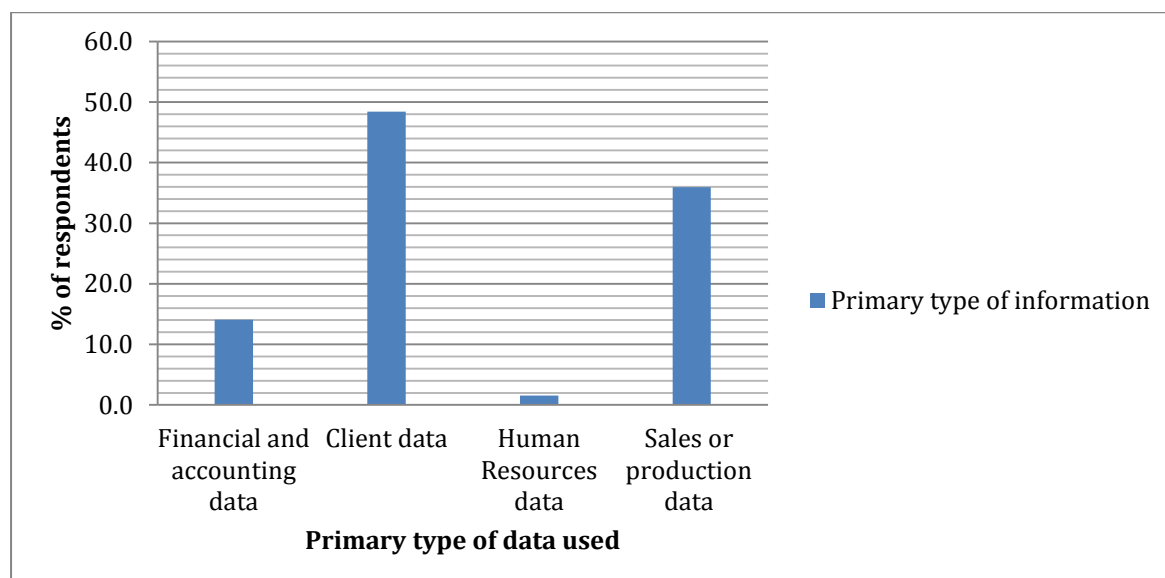 60.0
50.0
40.0
30.0
20.0
10.0
0.0
% of respondents
Financial and
accounting
data
Client data
Human
Resources
data
Sales or
production
data
Primary type of data used
Primary type of information